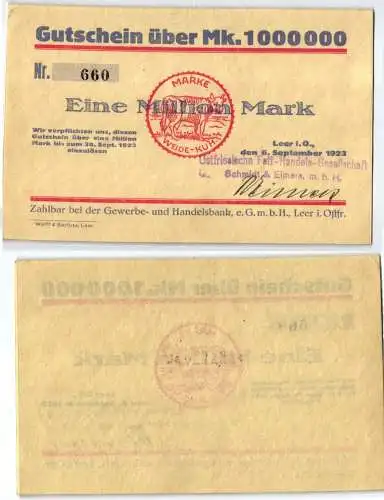 Gutschein über Mk. 1000000
Nr. 660
MARKE
WEIDE-KUH
Eine Million Mark
Wir verpflichten uns, diesen
Gutschein über eine Million
Mark bis zum 30. Sept. 1923
einzulösen
Leer i. O.,
den 6. September 1923
Ostfriesische Fett-Handels-Gesellschaft
Schmidt & Eimers, m. b. H.
Zahlbar bei der Gewerbe- und Handelsbank, e. G. m. b. H., Leer i. Ostfr.